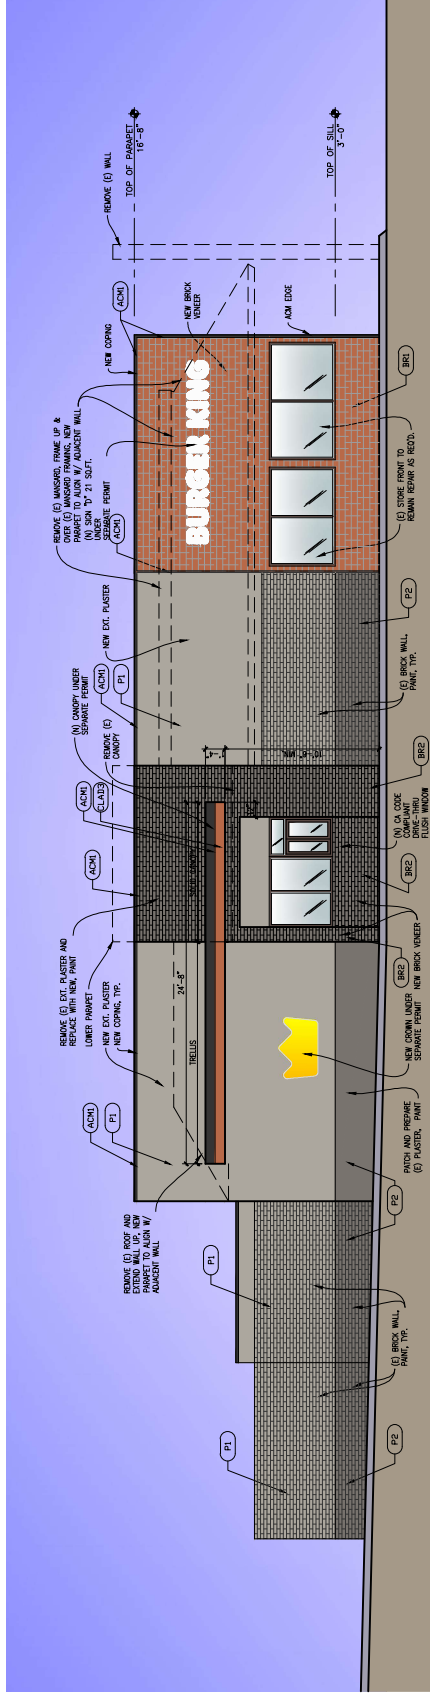 REMOVE (E) WALL
TOP OF PARAPET
16'-8"
TOP OF SILL
3'-0"
ACM1
NEW COPING
NEW BRICK
VENEER
ACM EDGE
BR1
BURGER KING
REMOVE (E) MANSARD, FRAME UP &
OVER (E) MANSARD FRAMING, NEW
PARAPET TO ALIGN W/ ADJACENT WALL
(N) SIGN "D" 21 SQ.FT.
UNDER
SEPARATE PERMIT
ACM1
(E) STORE FRONT TO
REMAIN REPAIR AS REQ'D.
NEW EXT. PLASTER
P2
(E) BRICK WALL,
PAINT, TYP.
ACM1
P1
(N) CANOPY UNDER
SEPARATE PERMIT
REMOVE (E)
CANOPY
ACM1
CLAD3
10'-6" MIN.
BR2
(N) CA CODE
COMPLIANT
DRIVE-THRU
FLUSH WINDOW
BR2
ACM1
REMOVE (E) EXT. PLASTER AND
REPLACE WITH NEW, PAINT
LOWER PARAPET
NEW EXT. PLASTER
NEW COPING, TYP.
24'-8"
TRELLIS
BR2
NEW BRICK VENEER
NEW CROWN UNDER
SEPARATE PERMIT
PATCH AND PREPARE
(E) PLASTER, PAINT
ACM1
P1
REMOVE (E) ROOF AND
EXTEND WALL UP, NEW
PARAPET TO ALIGN W/
ADJACENT WALL
P2
P1
(E) BRICK WALL,
PAINT, TYP.
P1
P2